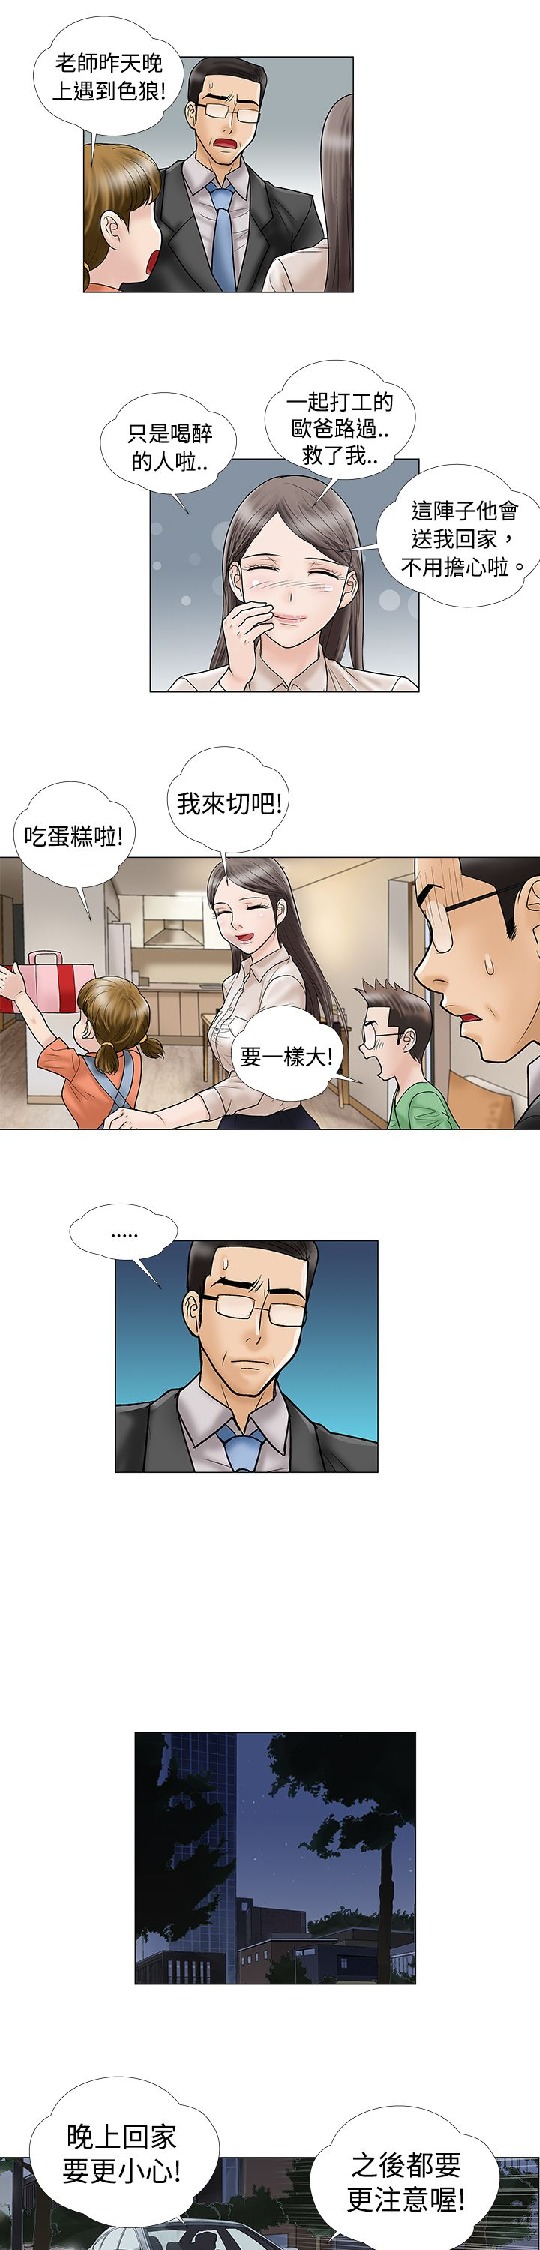 老師昨天晚
上遇到色狼!
只是喝醉
的人啦..
一起打工的
歐爸路過..
救了我..
這陣子他會
送我回家，
不用擔心啦。
吃蛋糕啦!
我來切吧!
要一樣大!
.....
晚上回家
要更小心!
之後都要
更注意喔!